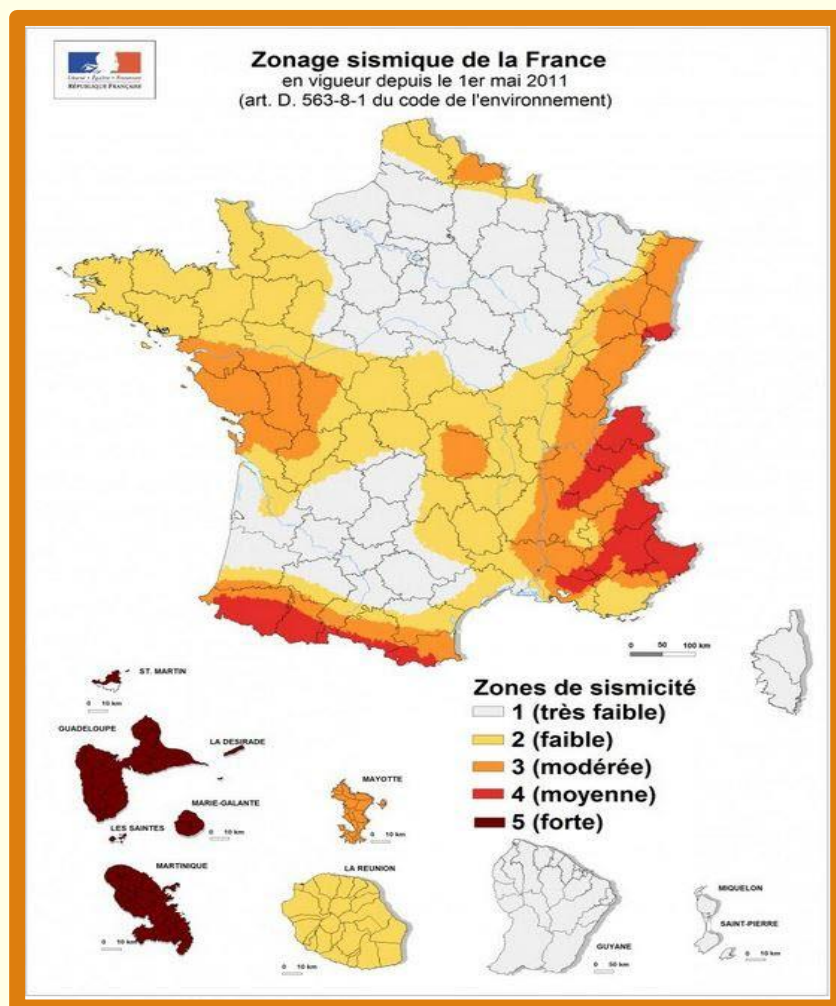 Liberté • Égalité • Fraternité
RÉPUBLIQUE FRANÇAISE
Zonage sismique de la France
en vigueur depuis le 1er mai 2011
(art. D. 563-8-1 du code de l'environnement)
0 50 100 km
ST. MARTIN
0 10 km
GUADELOUPE
LA DESIRADE
MARIE-GALANTE
0 10 km
LES SAINTES
MARTINIQUE
0 10 km
MAYOTTE
0 10 km
LA REUNION
0 10 km
Zones de sismicité
1 (très faible)
2 (faible)
3 (modérée)
4 (moyenne)
5 (forte)
GUYANE
0 50 km
MIQUELON
SAINT-PIERRE
0 10 km